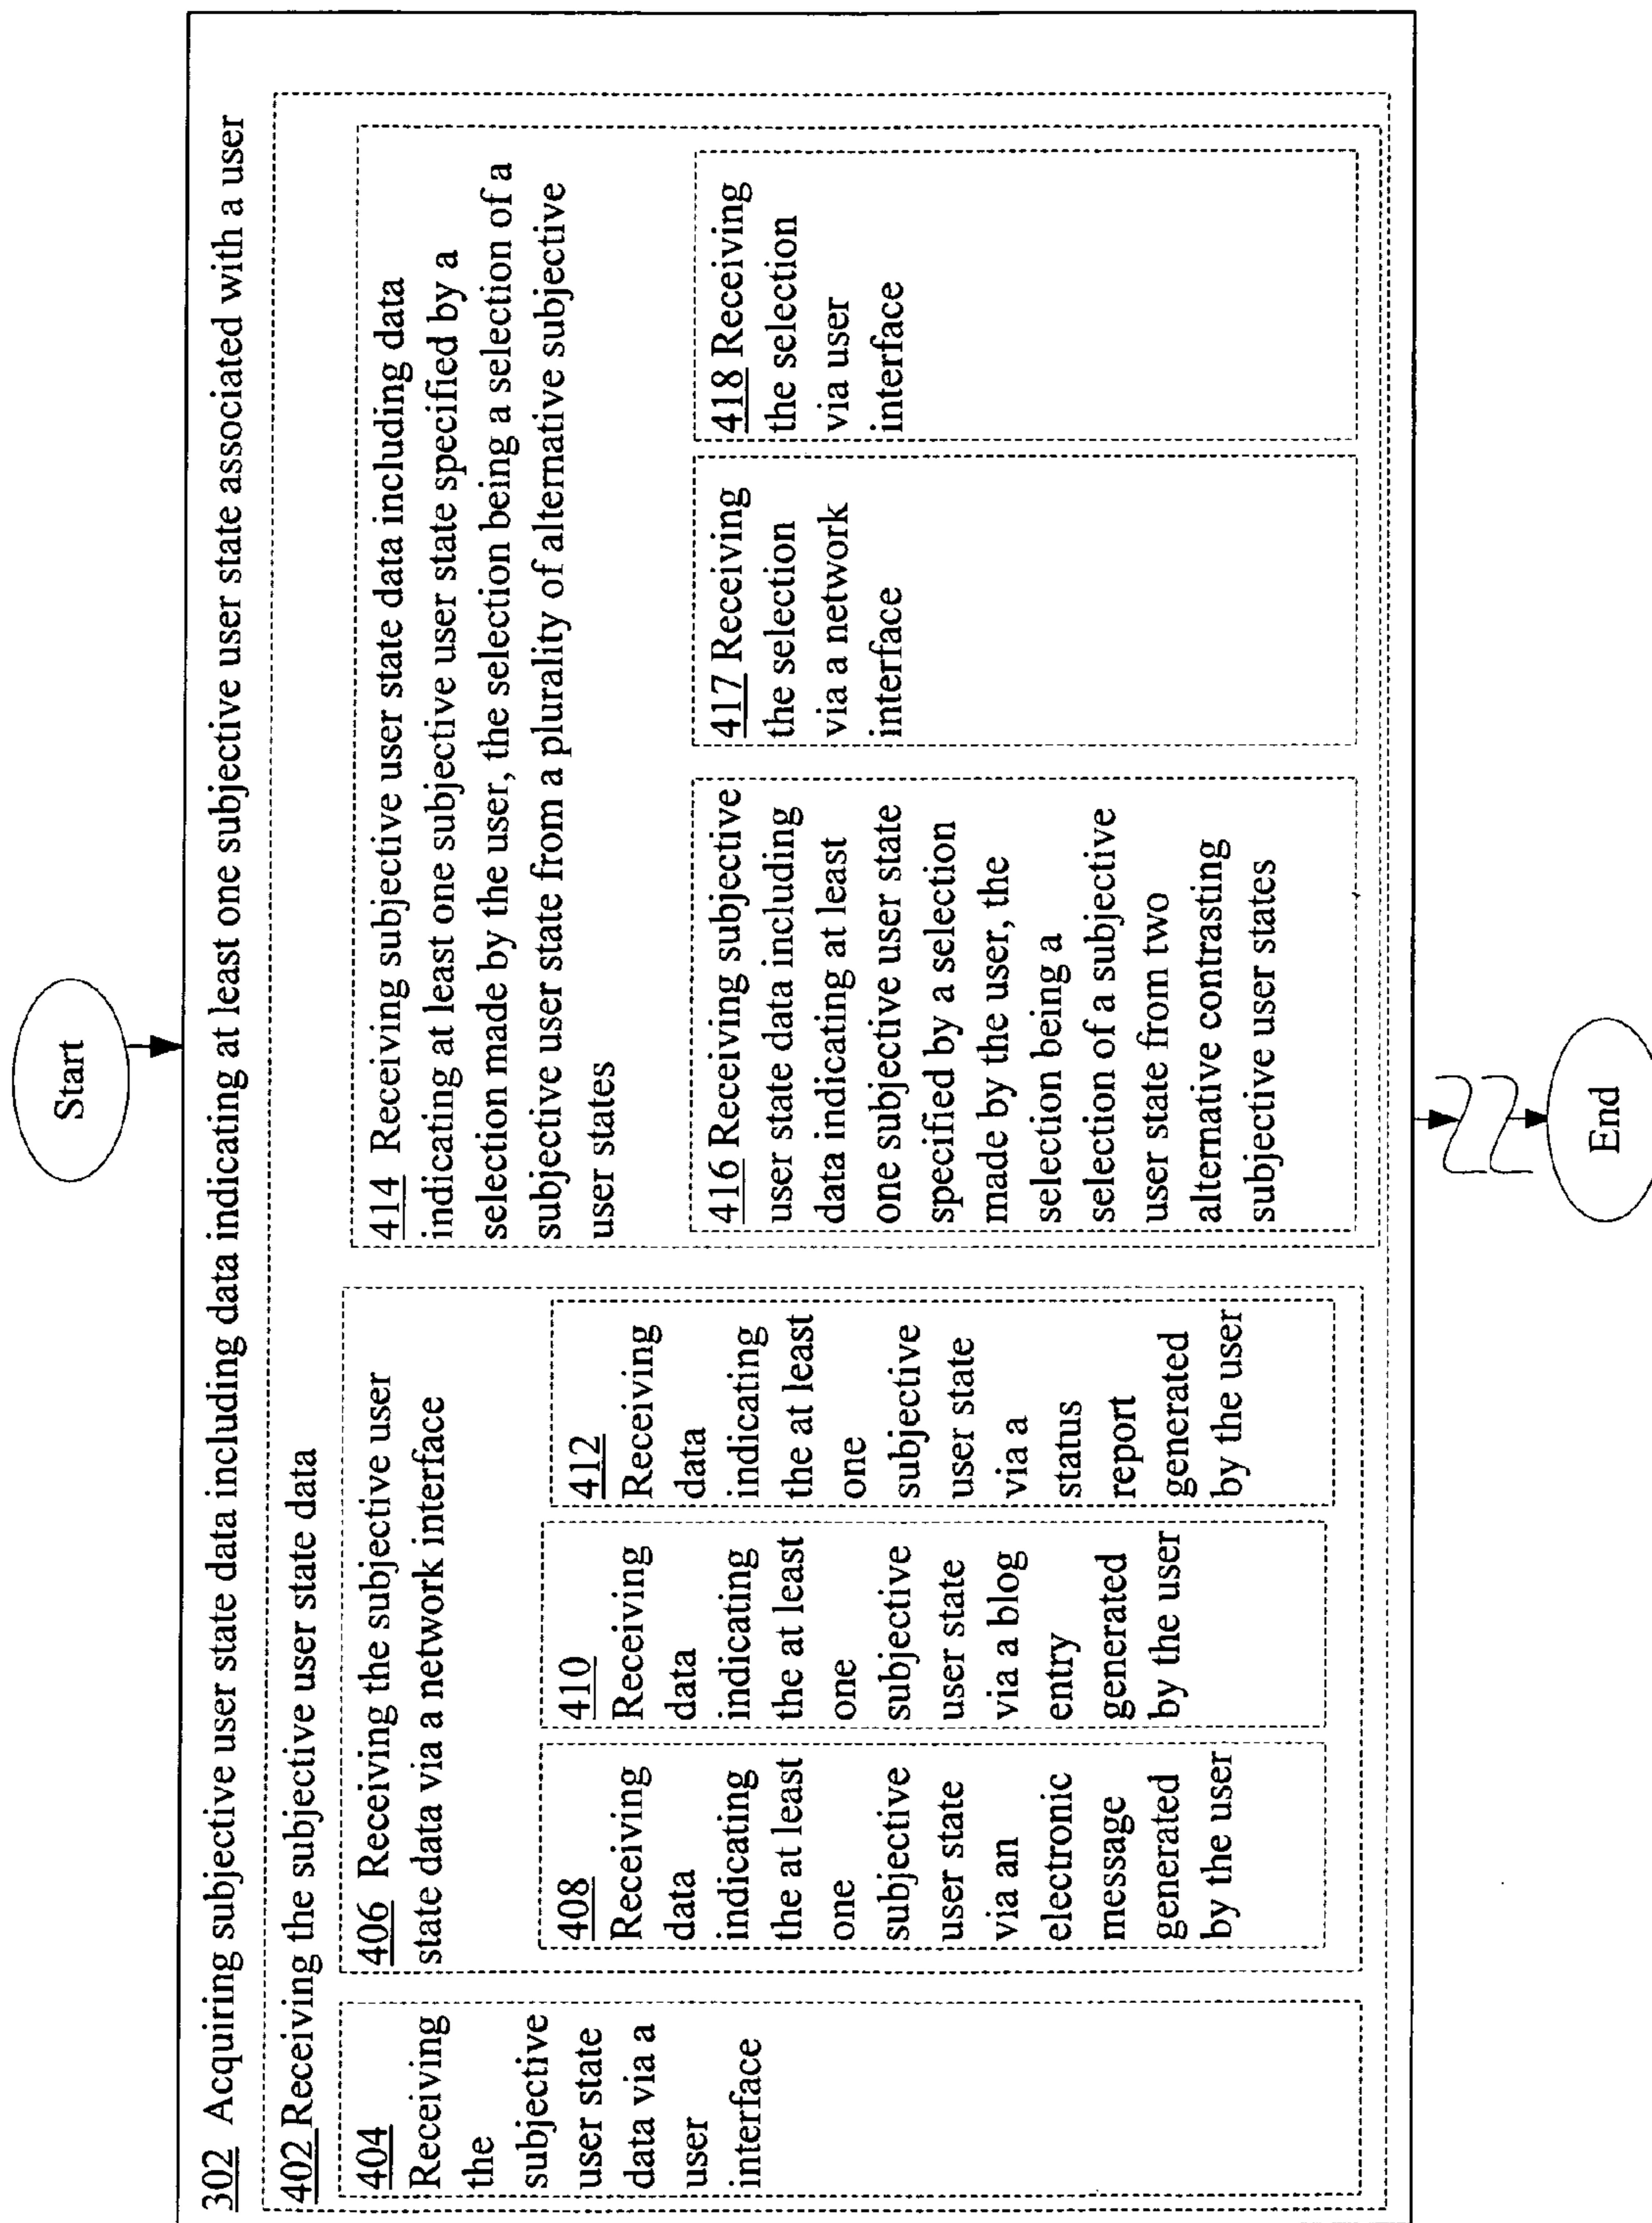 Start
302 Acquiring subjective user state data including data indicating at least one subjective user state associated with a user
402 Receiving the subjective user state data
404
Receiving
the
subjective
user state
data via a
user
interface
406 Receiving the subjective user
state data via a network interface
408
Receiving
data
indicating
the at least
one
subjective
user state
via an
electronic
message
generated
by the user
410
Receiving
data
indicating
the at least
one
subjective
user state
via a blog
entry
generated
by the user
412
Receiving
data
indicating
the at least
one
subjective
user state
via a
status
report
generated
by the user
414 Receiving subjective user state data including data
indicating at least one subjective user state specified by a
selection made by the user, the selection being a selection of a
subjective user state from a plurality of alternative subjective
user states
416 Receiving subjective
user state data including
data indicating at least
one subjective user state
specified by a selection
made by the user, the
selection being a
selection of a subjective
user state from two
alternative contrasting
subjective user states
417 Receiving
the selection
via a network
interface
418 Receiving
the selection
via user
interface
End